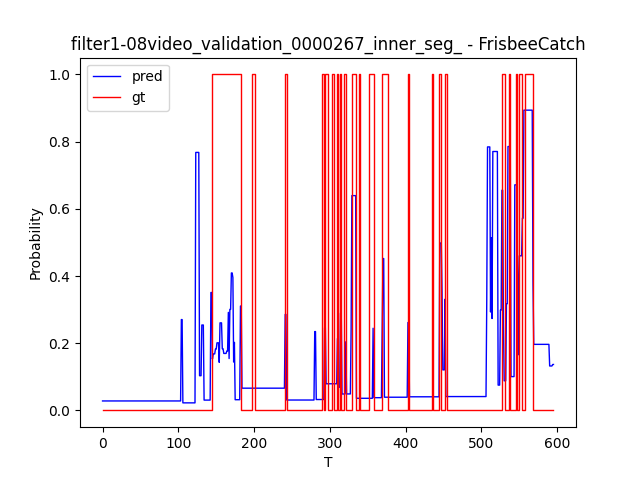 filter1-08video_validation_0000267_inner_seg_ - FrisbeeCatch
pred
gt
1.0
0.8
0.6
0.4
0.2
0.0
Probability
0 100 200 300 400 500 600
T